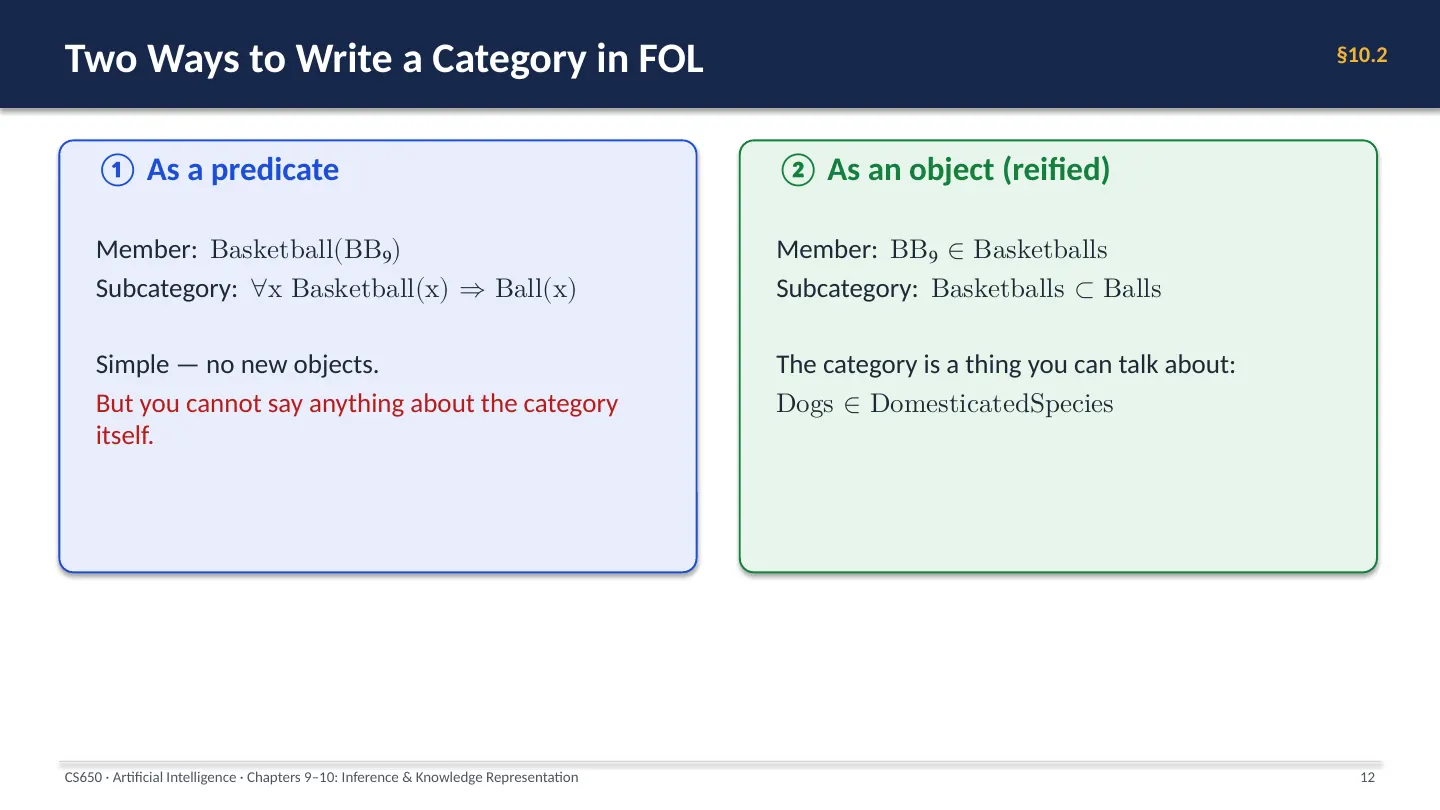 Two Ways to Write a Category in FOL
§10.2
① As a predicate
Member: Basketball(BB₉)
Subcategory: ∀x Basketball(x) ⇒ Ball(x)
Simple — no new objects.
But you cannot say anything about the category
itself.
② As an object (reified)
Member: BB₉ ∈ Basketballs
Subcategory: Basketballs ⊂ Balls
The category is a thing you can talk about:
Dogs ∈ DomesticatedSpecies
CS650 · Artificial Intelligence · Chapters 9–10: Inference & Knowledge Representation
12